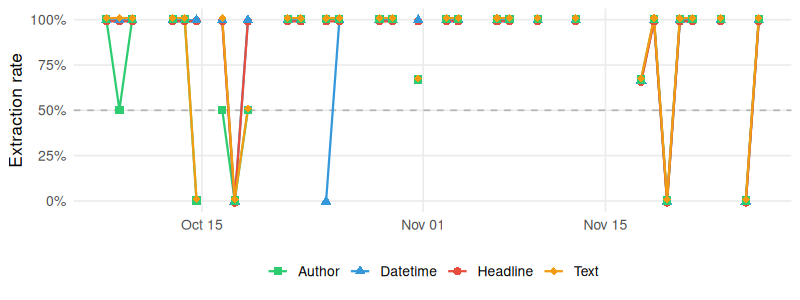 Extraction rate
100%
75%
50%
25%
0%
Oct 15 Nov 01 Nov 15
Author Datetime Headline Text